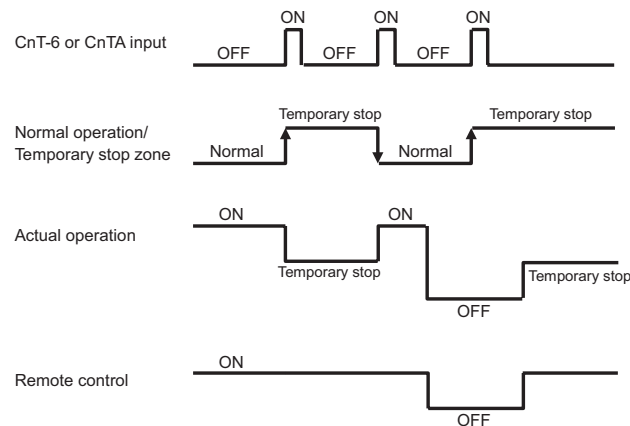 ON ON ON
CnT-6 or CnTA input
OFF OFF OFF
Temporary stop Temporary stop
Normal operation/
Temporary stop zone
Normal Normal
ON ON
Actual operation
Temporary stop Temporary stop
OFF
ON
Remote control
OFF